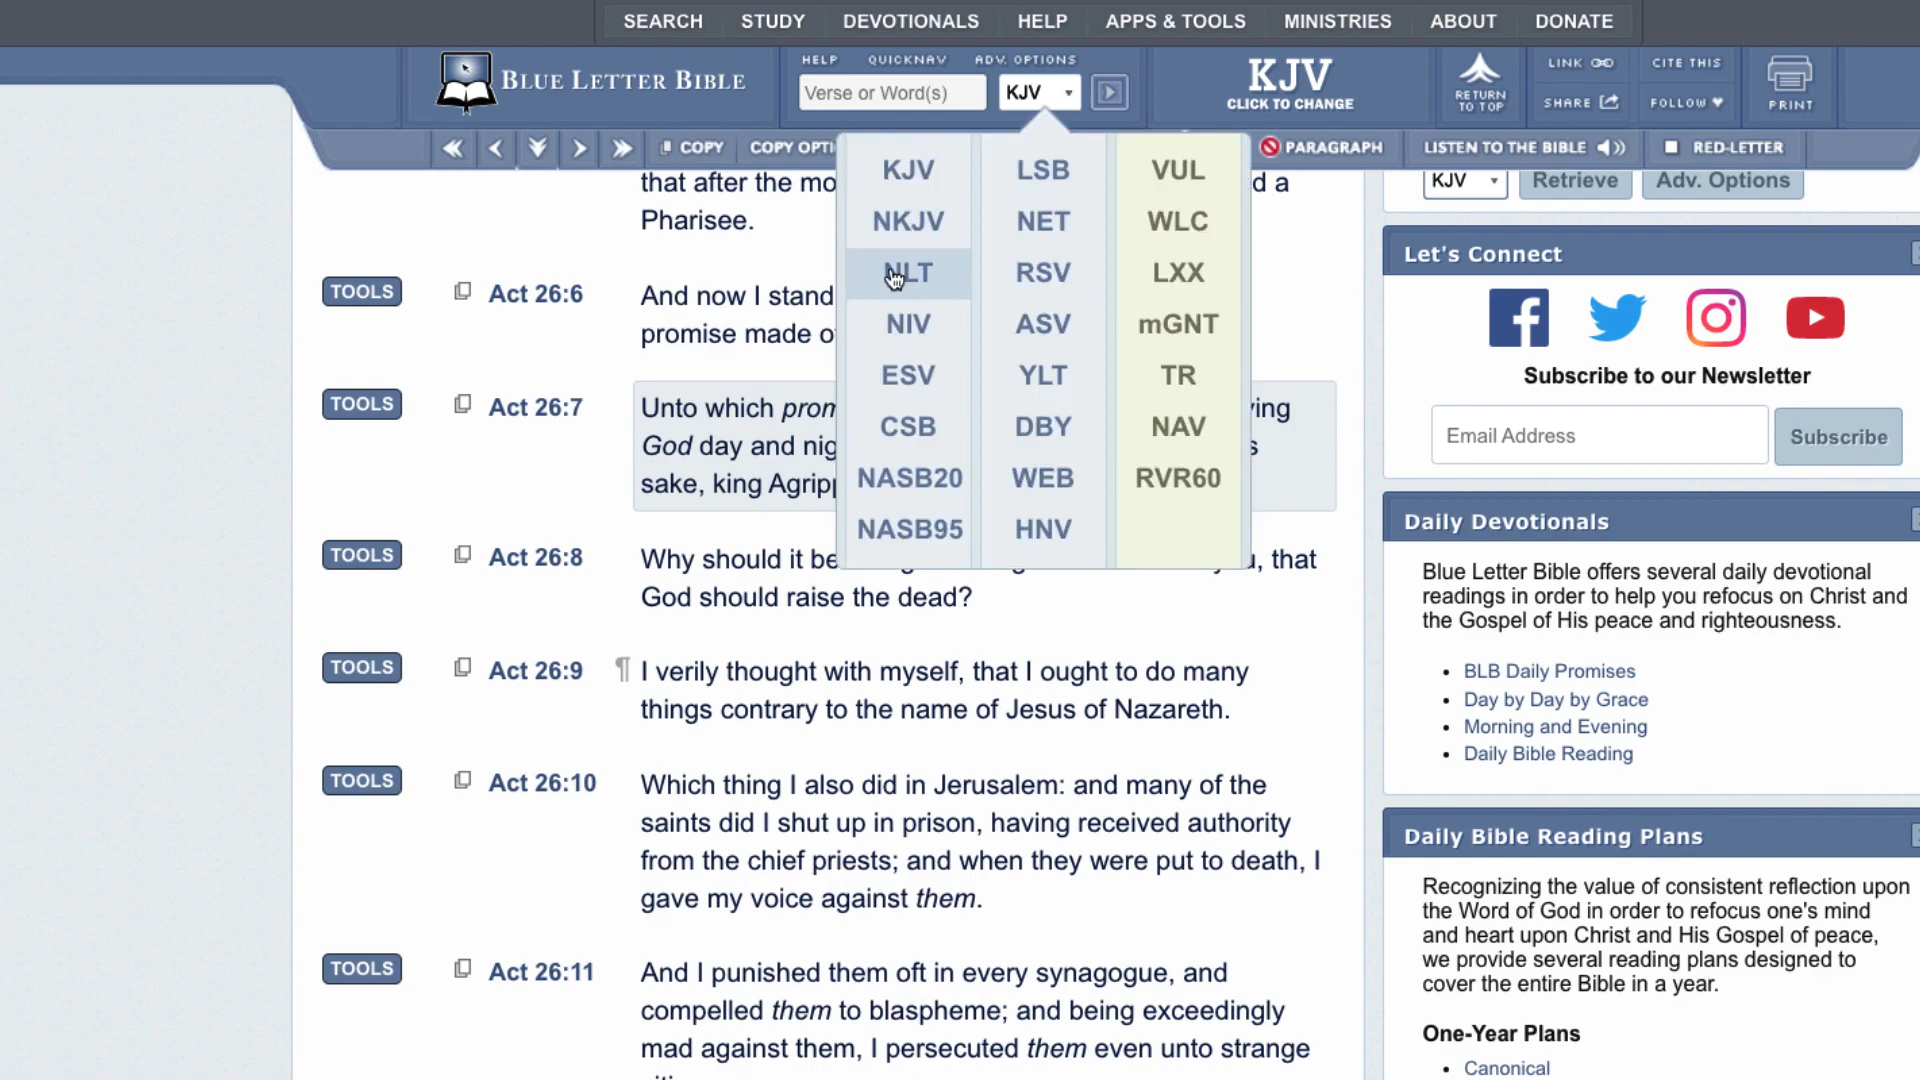 SEARCH STUDY DEVOTIONALS HELP APPS & TOOLS MINISTRIES ABOUT DONATE
BLUE LETTER BIBLE
HELP QUICKNAV ADV. OPTIONS
Verse or Word(s) KJV
KJV
CLICK TO CHANGE
RETURN
TO TOP
LINK
SHARE
CITE THIS
FOLLOW
PRINT
COPY COPY OPTI
PARAGRAPH LISTEN TO THE BIBLE RED-LETTER
KJV LSB VUL
NKJV NET WLC
NLT RSV LXX
NIV ASV mGNT
ESV YLT TR
CSB DBY NAV
NASB20 WEB RVR60
NASB95 HNV
that after the mo d a
Pharisee.
TOOLS Act 26:6 And now I stand
promise made o
TOOLS Act 26:7 Unto which prom ving
God day and nig s
sake, king Agripp
TOOLS Act 26:8 Why should it be , that
God should raise the dead?
TOOLS Act 26:9 ¶ I verily thought with myself, that I ought to do many
things contrary to the name of Jesus of Nazareth.
TOOLS Act 26:10 Which thing I also did in Jerusalem: and many of the
saints did I shut up in prison, having received authority
from the chief priests; and when they were put to death, I
gave my voice against them.
TOOLS Act 26:11 And I punished them oft in every synagogue, and
compelled them to blaspheme; and being exceedingly
mad against them, I persecuted them even unto strange
KJV Retrieve Adv. Options
Let's Connect
Subscribe to our Newsletter
Email Address Subscribe
Daily Devotionals
Blue Letter Bible offers several daily devotional
readings in order to help you refocus on Christ and
the Gospel of His peace and righteousness.
• BLB Daily Promises
• Day by Day by Grace
• Morning and Evening
• Daily Bible Reading
Daily Bible Reading Plans
Recognizing the value of consistent reflection upon
the Word of God in order to refocus one's mind
and heart upon Christ and His Gospel of peace,
we provide several reading plans designed to
cover the entire Bible in a year.
One-Year Plans
• Canonical